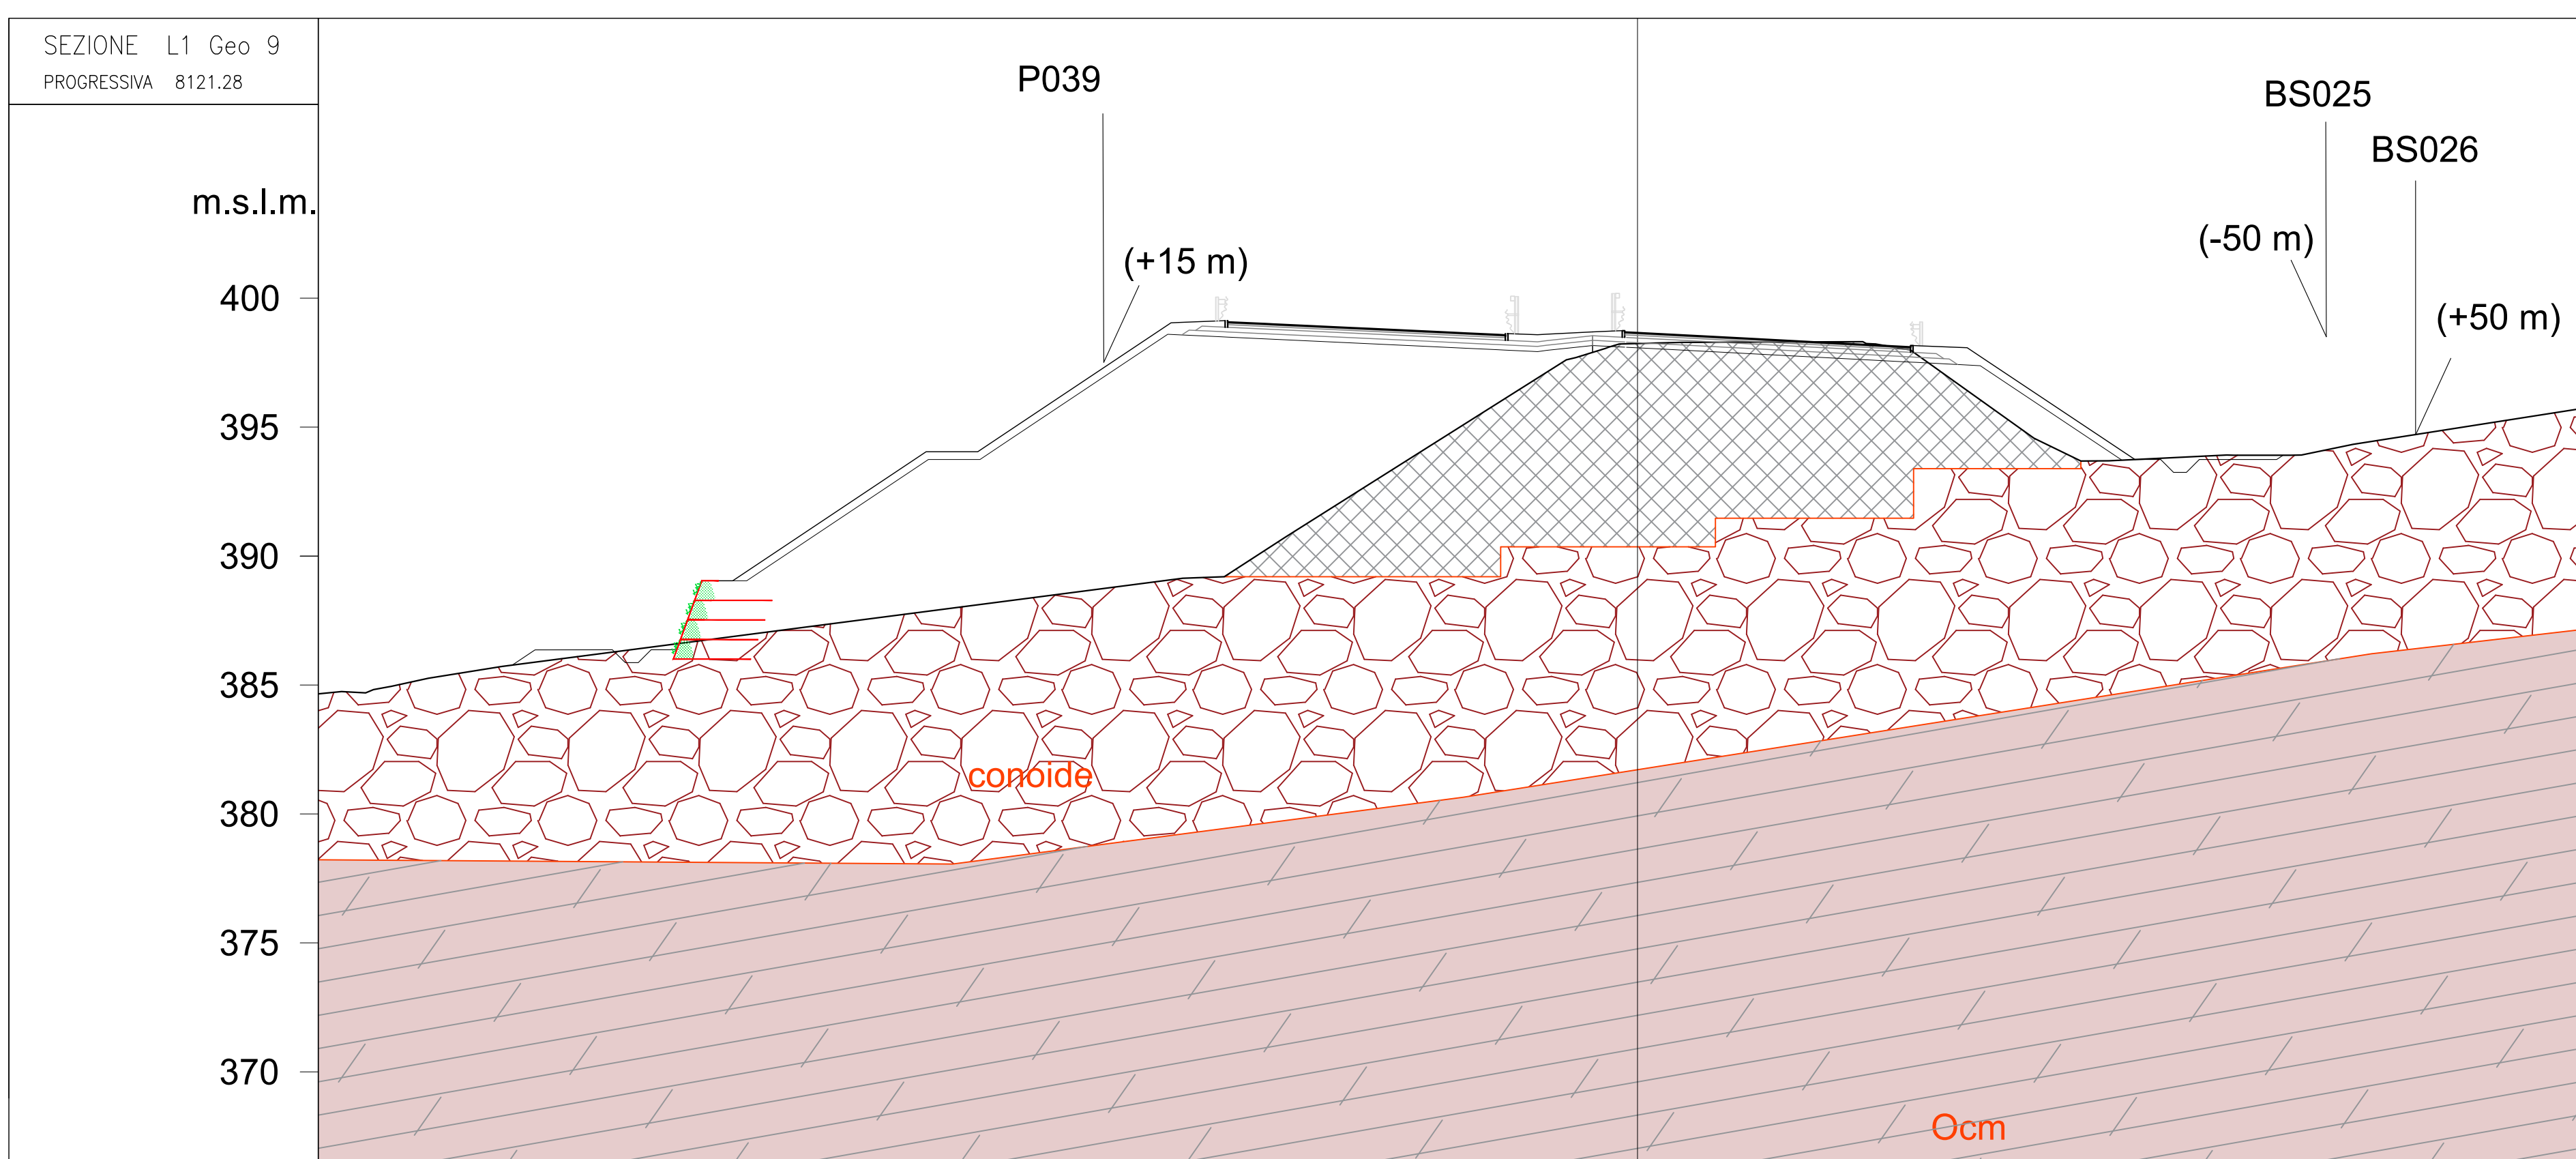 SEZIONE L1 Geo 9
PROGRESSIVA 8121.28
P039
BS025
BS026
m.s.l.m.
(-50 m)
(+15 m)
400
(+50 m)
395
390
385
conoide
380
375
370
Ocm